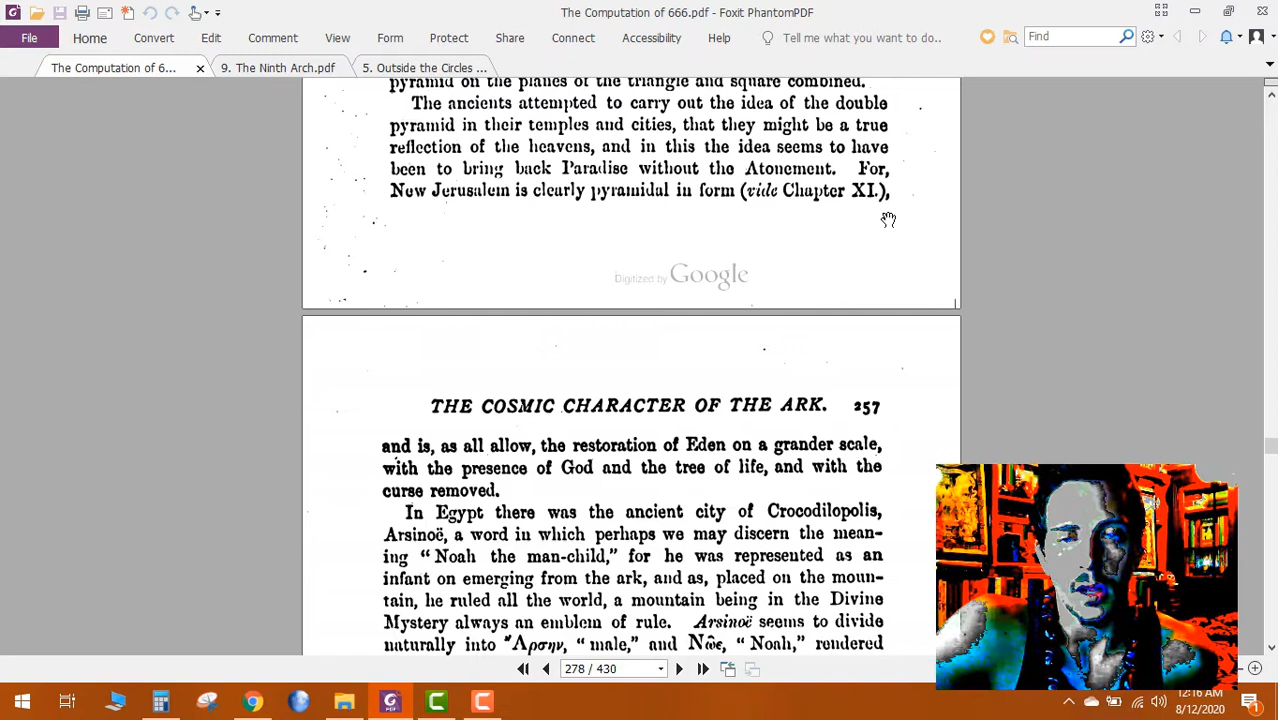 The Computation of 666.pdf - Foxit PhantomPDF
File Home Convert Edit Comment View Form Protect Share Connect Accessibility Help Tell me what you want to do.. Find
The Computation of 6... 9. The Ninth Arch.pdf 5. Outside the Circles ...
pyramid on the planes of the triangle and square combined.
The ancients attempted to carry out the idea of the double
pyramid in their temples and cities, that they might be a true
reflection of the heavens, and in this the idea seems to have
been to bring back Paradise without the Atonement. For,
New Jerusalem is clearly pyramidal in form (vide Chapter XI.),
Digitized by Google
THE COSMIC CHARACTER OF THE ARK. 257
and is, as all allow, the restoration of Eden on a grander scale,
with the presence of God and the tree of life, and with the
curse removed.
In Egypt there was the ancient city of Crocodilopolis,
Arsinoë, a word in which perhaps we may discern the mean-
ing "Noah the man-child," for he was represented as an
infant on emerging from the ark, and as, placed on the moun-
tain, he ruled all the world, a mountain being in the Divine
Mystery always an emblem of rule. Arsinoë seems to divide
naturally into Ἄρσην, "male," and Νῶε, "Noah," rendered
278 / 430
12:16 AM
8/12/2020
1